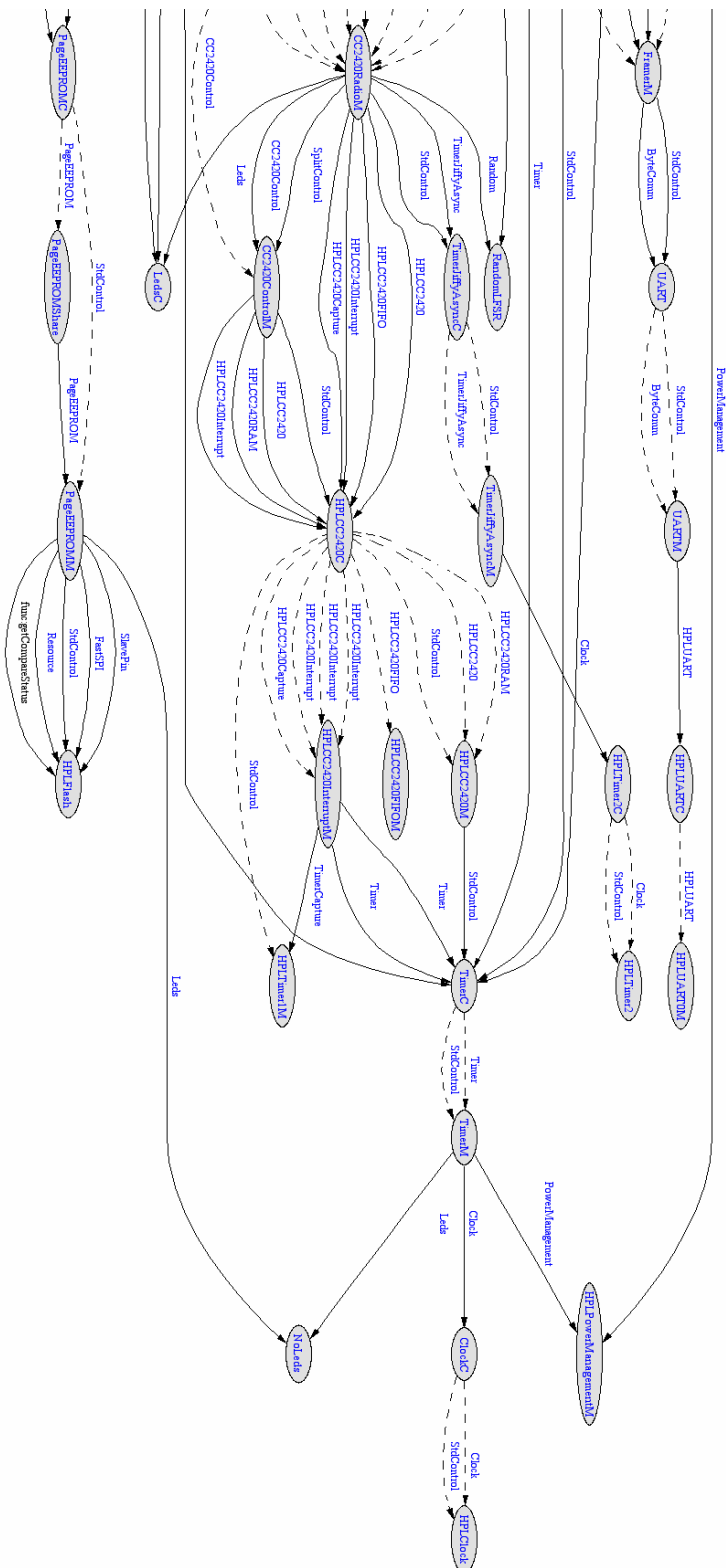 FramerM
StdControl
ByteComm
UART
StdControl
ByteComm
UARTM
HPLUART
HPLUARTC
HPLUART
HPLUART0M
PowerManagement
StdControl
Timer
Clock
HPLTimer2C
Clock
StdControl
HPLTimer2
CC2420RadioM
Random
RandomLFSR
TimerJiffyAsync
StdControl
TimerJiffyAsyncC
StdControl
TimerJiffyAsync
TimerJiffyAsyncM
HPLCC2420
HPLCC2420FIFO
HPLCC2420Interrupt
HPLCC2420Capture
SplitControl
CC2420Control
Leds
CC2420Control
CC2420ControlM
StdControl
HPLCC2420
HPLCC2420RAM
HPLCC2420Interrupt
HPLCC2420C
HPLCC2420RAM
HPLCC2420
StdControl
HPLCC2420FIFO
HPLCC2420Interrupt
HPLCC2420Interrupt
HPLCC2420Interrupt
HPLCC2420Capture
StdControl
HPLCC2420M
HPLCC2420FIFOM
HPLCC2420InterruptM
StdControl
Timer
Timer
TimerCapture
HPLTimer1M
TimerC
Timer
StdControl
TimerM
PowerManagement
Clock
Leds
HPLPowerManagementM
ClockC
Clock
StdControl
HPLClock
NoLeds
Leds
LedsC
PageEEPROMC
StdControl
PageEEPROM
PageEEPROMShare
PageEEPROM
PageEEPROMM
SlavePin
FastSPI
StdControl
Resource
func:getCompareStatus
HPLFlash